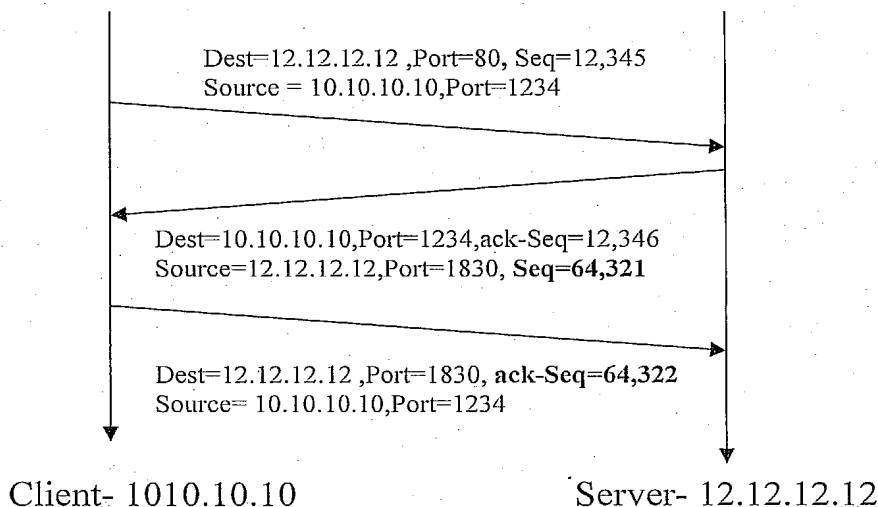 Dest=12.12.12.12 ,Port=80, Seq=12,345
Source = 10.10.10.10,Port=1234
Dest=10.10.10.10,Port=1234,ack-Seq=12,346
Source=12.12.12.12,Port=1830, Seq=64,321
Dest=12.12.12.12 ,Port=1830, ack-Seq=64,322
Source= 10.10.10.10,Port=1234
Client- 1010.10.10
Server- 12.12.12.12